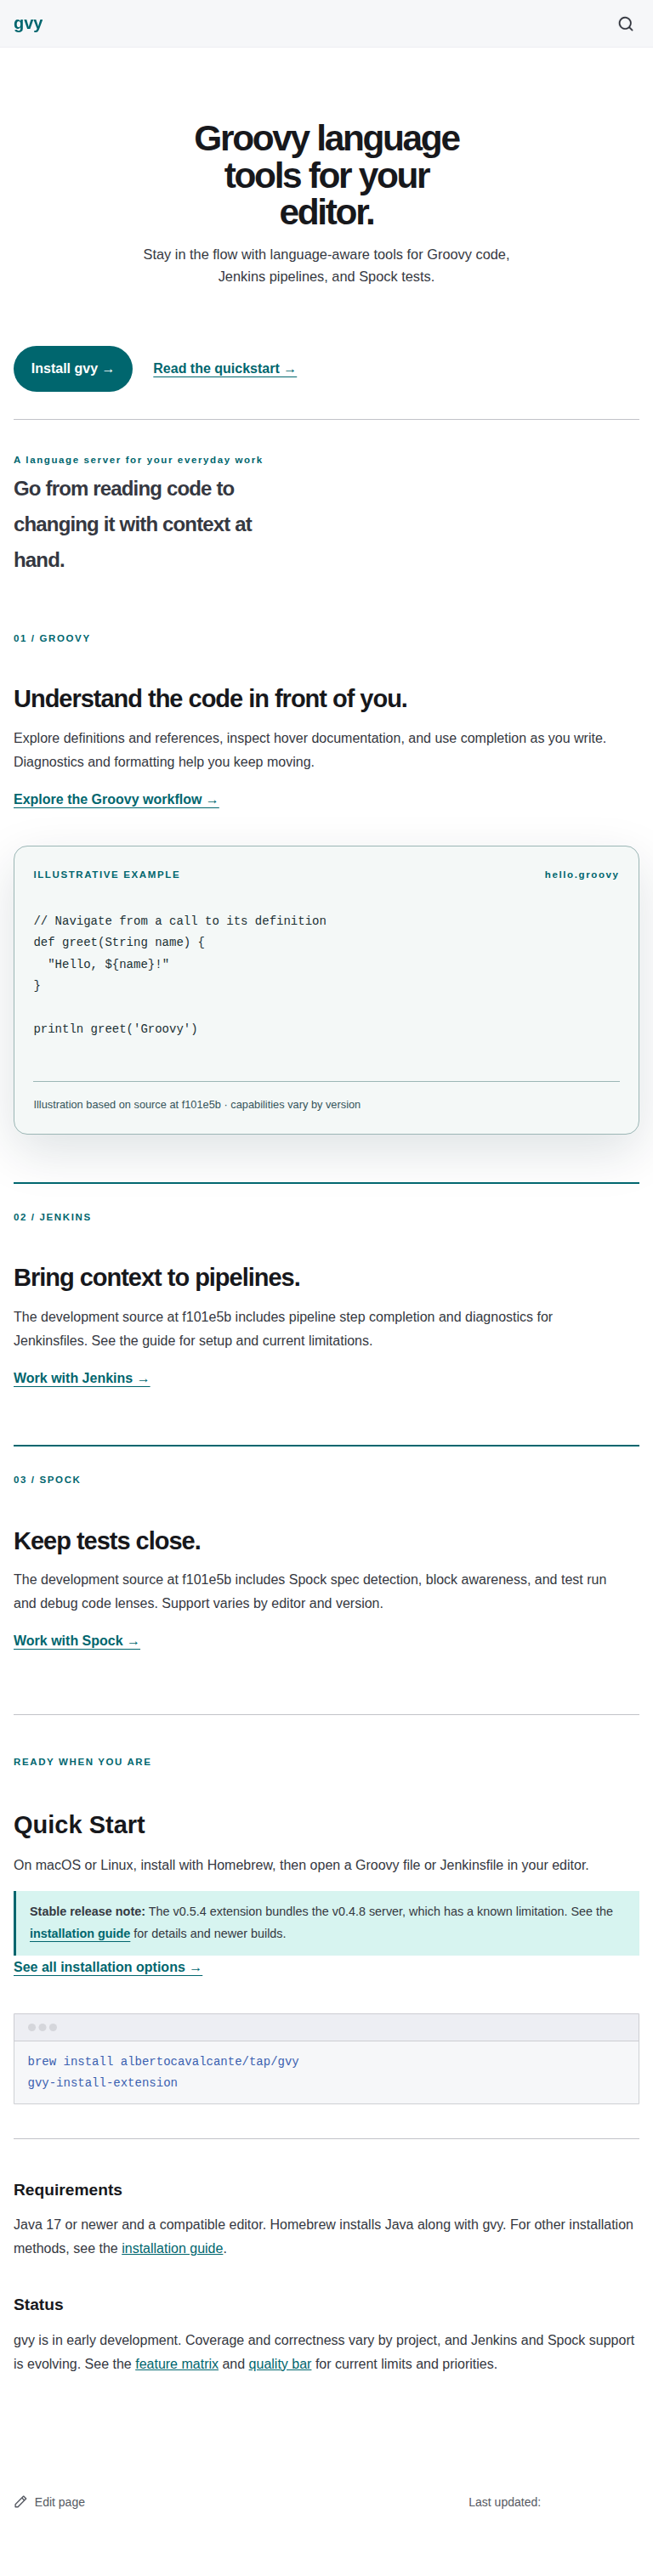 gvy
Groovy language
tools for your
editor.
Stay in the flow with language-aware tools for Groovy code,
Jenkins pipelines, and Spock tests.
Install gvy →
Read the quickstart →
A language server for your everyday work
Go from reading code to
changing it with context at
hand.
01 / GROOVY
Understand the code in front of you.
Explore definitions and references, inspect hover documentation, and use completion as you write.
Diagnostics and formatting help you keep moving.
Explore the Groovy workflow →
ILLUSTRATIVE EXAMPLE
hello.groovy
// Navigate from a call to its definition
def greet(String name) {
  "Hello, ${name}!"
}
println greet('Groovy')
Illustration based on source at f101e5b · capabilities vary by version
02 / JENKINS
Bring context to pipelines.
The development source at f101e5b includes pipeline step completion and diagnostics for
Jenkinsfiles. See the guide for setup and current limitations.
Work with Jenkins →
03 / SPOCK
Keep tests close.
The development source at f101e5b includes Spock spec detection, block awareness, and test run
and debug code lenses. Support varies by editor and version.
Work with Spock →
READY WHEN YOU ARE
Quick Start
On macOS or Linux, install with Homebrew, then open a Groovy file or Jenkinsfile in your editor.
Stable release note: The v0.5.4 extension bundles the v0.4.8 server, which has a known limitation. See the
installation guide for details and newer builds.
See all installation options →
brew install albertocavalcante/tap/gvy
gvy-install-extension
Requirements
Java 17 or newer and a compatible editor. Homebrew installs Java along with gvy. For other installation
methods, see the installation guide.
Status
gvy is in early development. Coverage and correctness vary by project, and Jenkins and Spock support
is evolving. See the feature matrix and quality bar for current limits and priorities.
Edit page
Last updated: